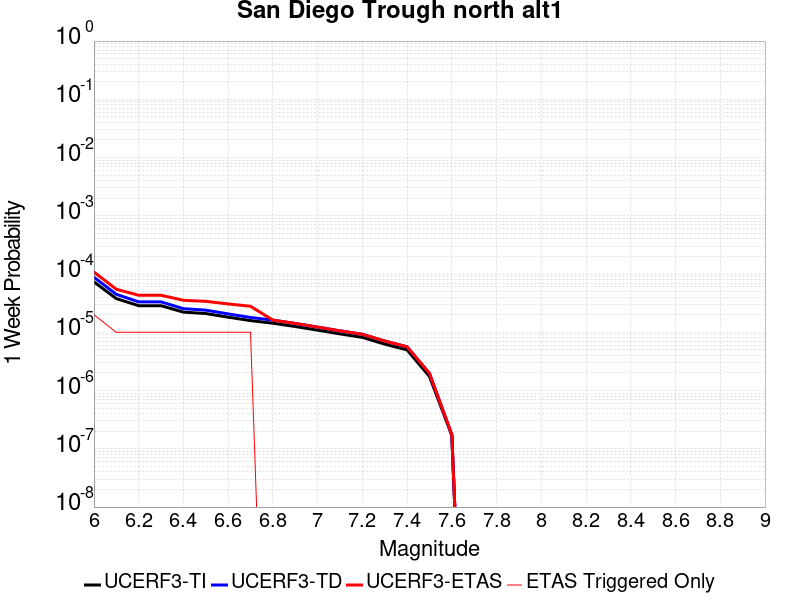 San Diego Trough north alt1
10^0
10^-1
10^-2
10^-3
10^-4
10^-5
10^-6
10^-7
10^-8
1 Week Probability
6 6.2 6.4 6.6 6.8 7 7.2 7.4 7.6 7.8 8 8.2 8.4 8.6 8.8 9
Magnitude
UCERF3-TI UCERF3-TD UCERF3-ETAS ETAS Triggered Only